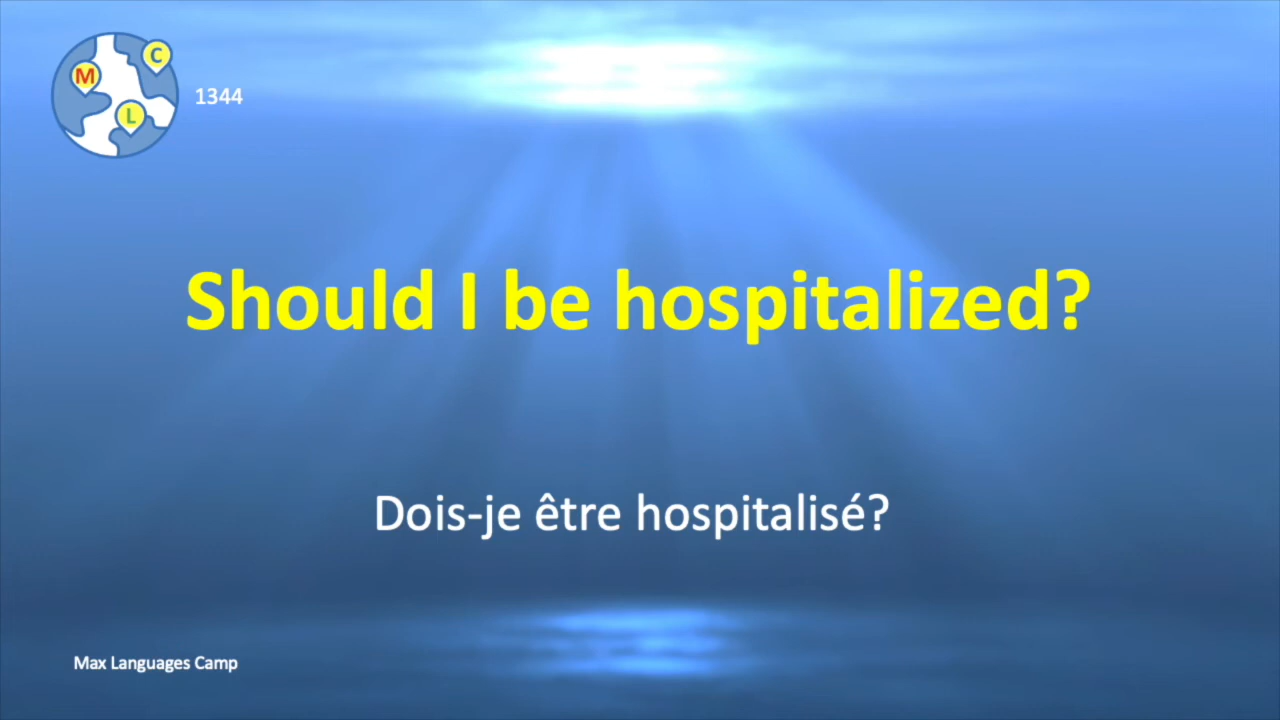 C
M
L
1344
Should I be hospitalized?
Dois-je être hospitalisé?
Max Languages Camp